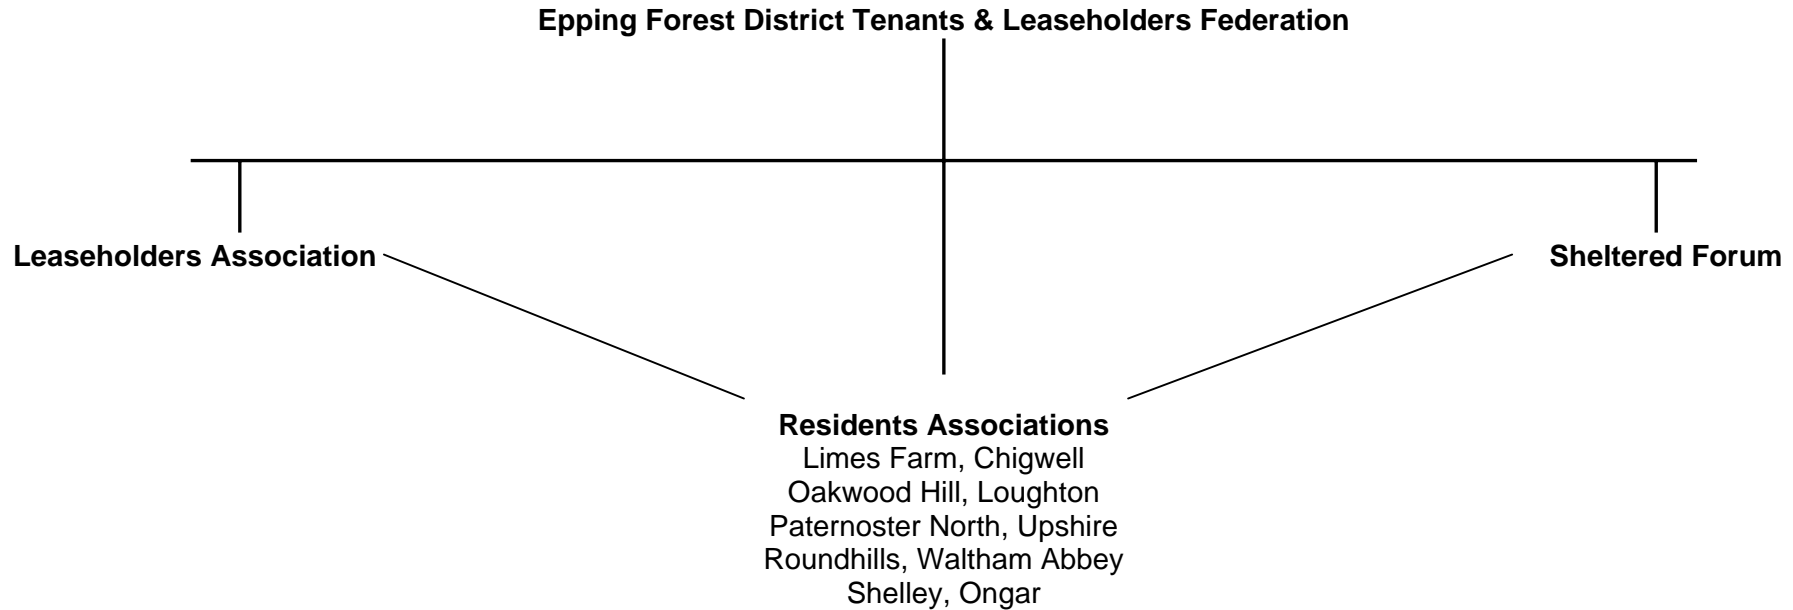 Epping Forest District Tenants & Leaseholders Federation
Leaseholders Association
Sheltered Forum
Residents Associations
Limes Farm, Chigwell
Oakwood Hill, Loughton
Paternoster North, Upshire
Roundhills, Waltham Abbey
Shelley, Ongar